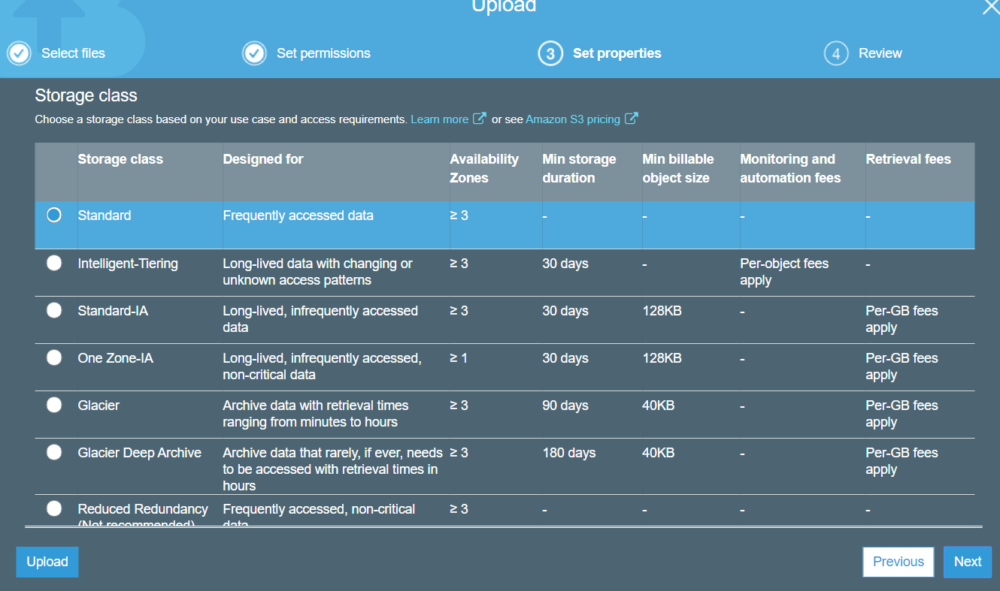 Upload
Select files
Set permissions
3 Set properties
4 Review
Storage class
Choose a storage class based on your use case and access requirements. Learn more or see Amazon S3 pricing
Storage class Designed for Availability Zones Min storage duration Min billable object size Monitoring and automation fees Retrieval fees
Standard Frequently accessed data ≥ 3 - - - -
Intelligent-Tiering Long-lived data with changing or unknown access patterns ≥ 3 30 days - Per-object fees apply -
Standard-IA Long-lived, infrequently accessed data ≥ 3 30 days 128KB - Per-GB fees apply
One Zone-IA Long-lived, infrequently accessed, non-critical data ≥ 1 30 days 128KB - Per-GB fees apply
Glacier Archive data with retrieval times ranging from minutes to hours ≥ 3 90 days 40KB - Per-GB fees apply
Glacier Deep Archive Archive data that rarely, if ever, needs to be accessed with retrieval times in hours ≥ 3 180 days 40KB - Per-GB fees apply
Reduced Redundancy (Not recommended) Frequently accessed, non-critical data ≥ 3 - - - -
Upload
Previous
Next